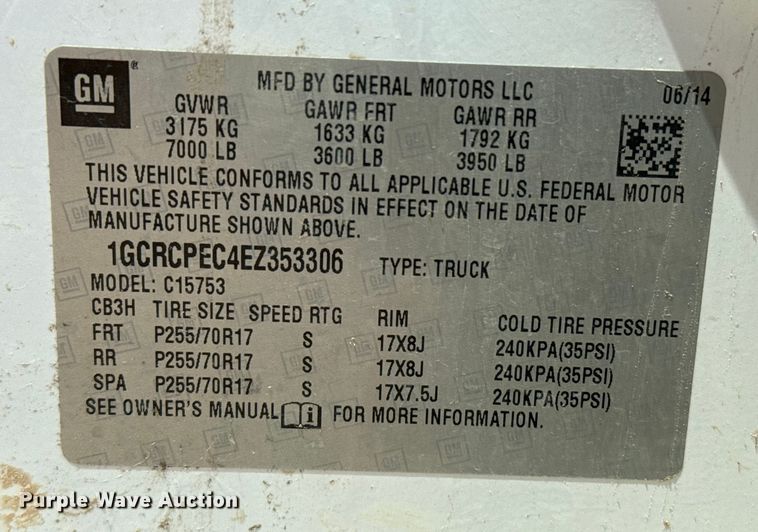 GM
MFD BY GENERAL MOTORS LLC 06/14
GVWR GAWR FRT GAWR RR
3175 KG 1633 KG 1792 KG
7000 LB 3600 LB 3950 LB
THIS VEHICLE CONFORMS TO ALL APPLICABLE U.S. FEDERAL MOTOR
VEHICLE SAFETY STANDARDS IN EFFECT ON THE DATE OF
MANUFACTURE SHOWN ABOVE.
1GCRCPEC4EZ353306 TYPE: TRUCK
MODEL: C15753
CB3H TIRE SIZE SPEED RTG RIM COLD TIRE PRESSURE
FRT P255/70R17 S 17X8J 240KPA(35PSI)
RR P255/70R17 S 17X8J 240KPA(35PSI)
SPA P255/70R17 S 17X7.5J 240KPA(35PSI)
SEE OWNER'S MANUAL i FOR MORE INFORMATION.
Purple Wave Auction